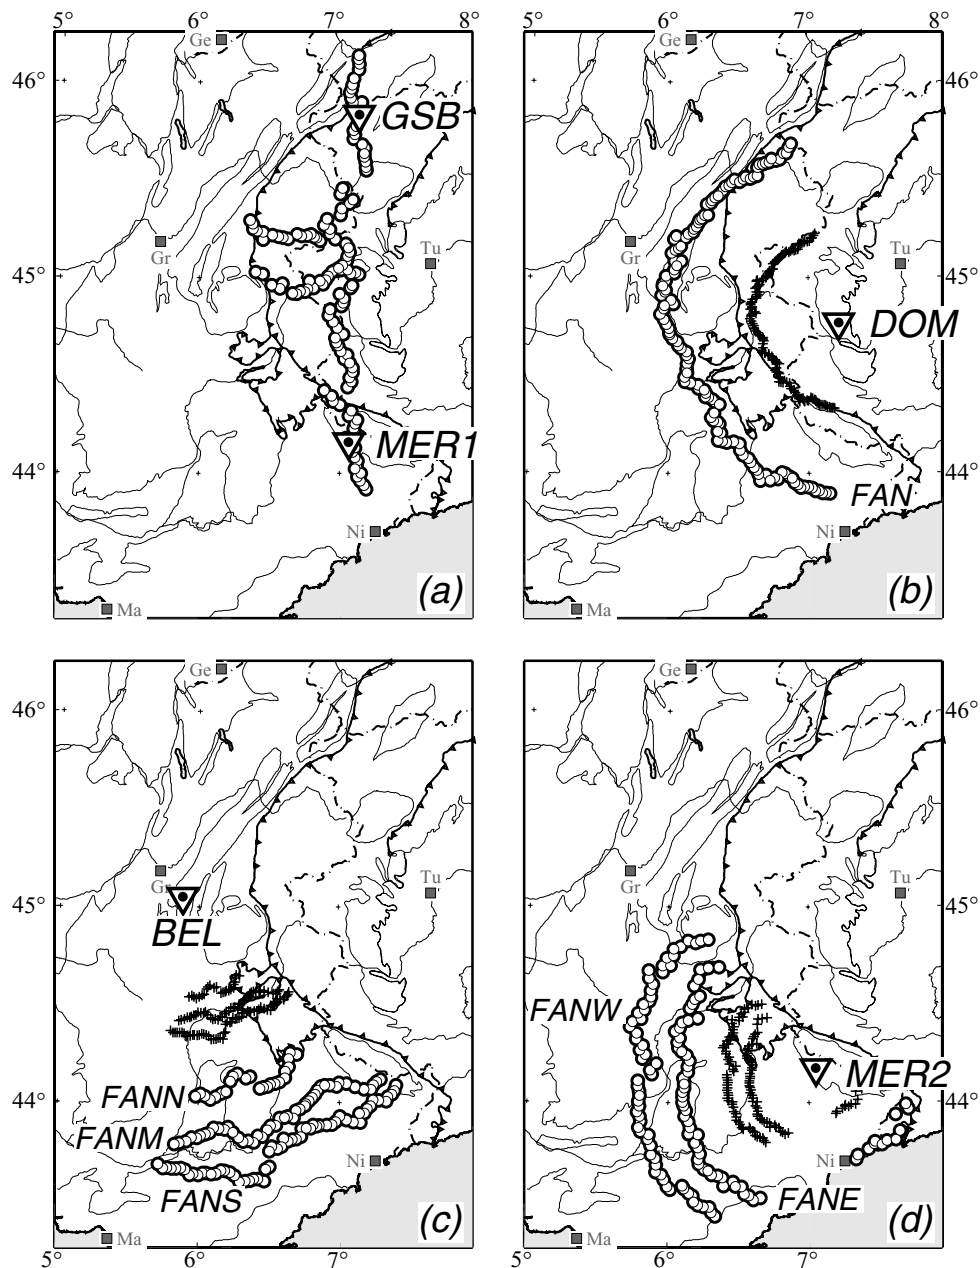 5° 6° 7° 8° 5° 6° 7° 8°
Ge Ge
46° 46°
GSB
Gr Tu Gr Tu
45° 45°
DOM
MER1
44° 44°
FAN
Ni Ni
(a) (b)
Ma Ma
Ge Ge
46° 46°
Gr Tu Gr Tu
45° 45°
BEL
FANW
MER2
FANN
44° 44°
FANM
Ni Ni
FANS FANE
(c) (d)
Ma Ma
5° 6° 7° 5° 6° 7°